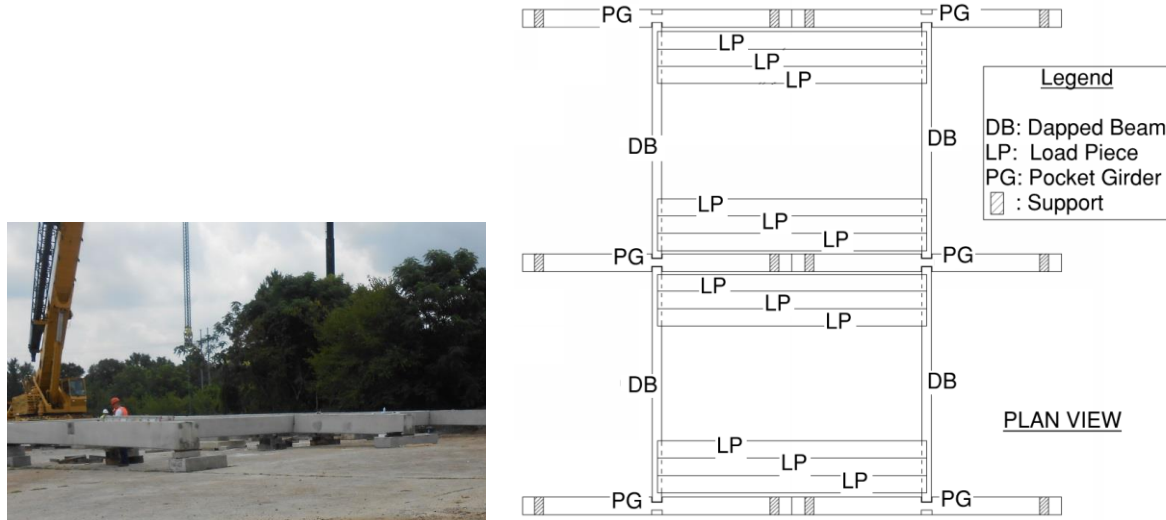 PG PG
LP
LP
LP
Legend
DB: Dapped Beam
LP: Load Piece
PG: Pocket Girder
: Support
DB DB
LP
LP
LP
PG PG
LP
LP
LP
DB DB
PLAN VIEW
LP
LP
LP
PG PG